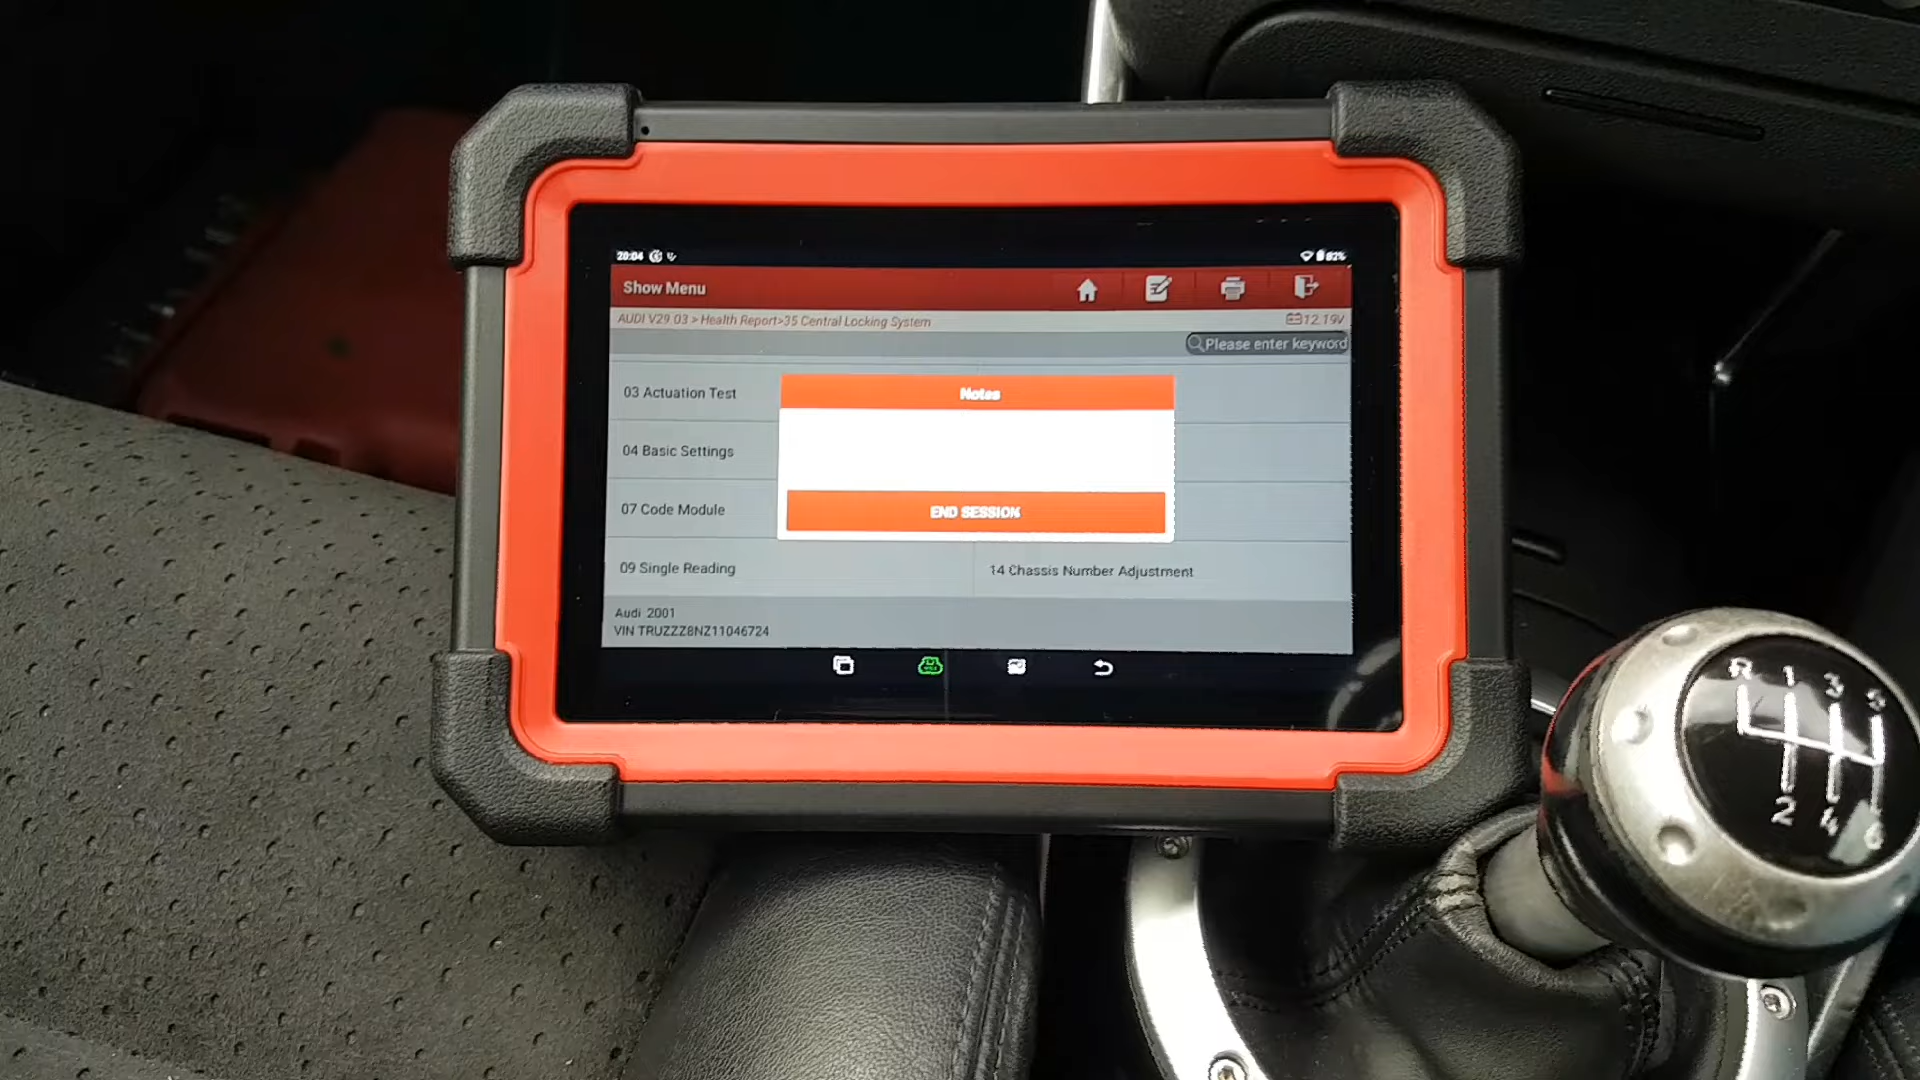 20:04
82%
Show Menu
AUDI V29.03 > Health Report>35 Central Locking System
12.19V
Please enter keyword
03 Actuation Test
Notes
04 Basic Settings
07 Code Module
END SESSION
09 Single Reading
14 Chassis Number Adjustment
Audi 2001
VIN TRUZZZ8NZ11046724
R 1 3 5
2 4 6